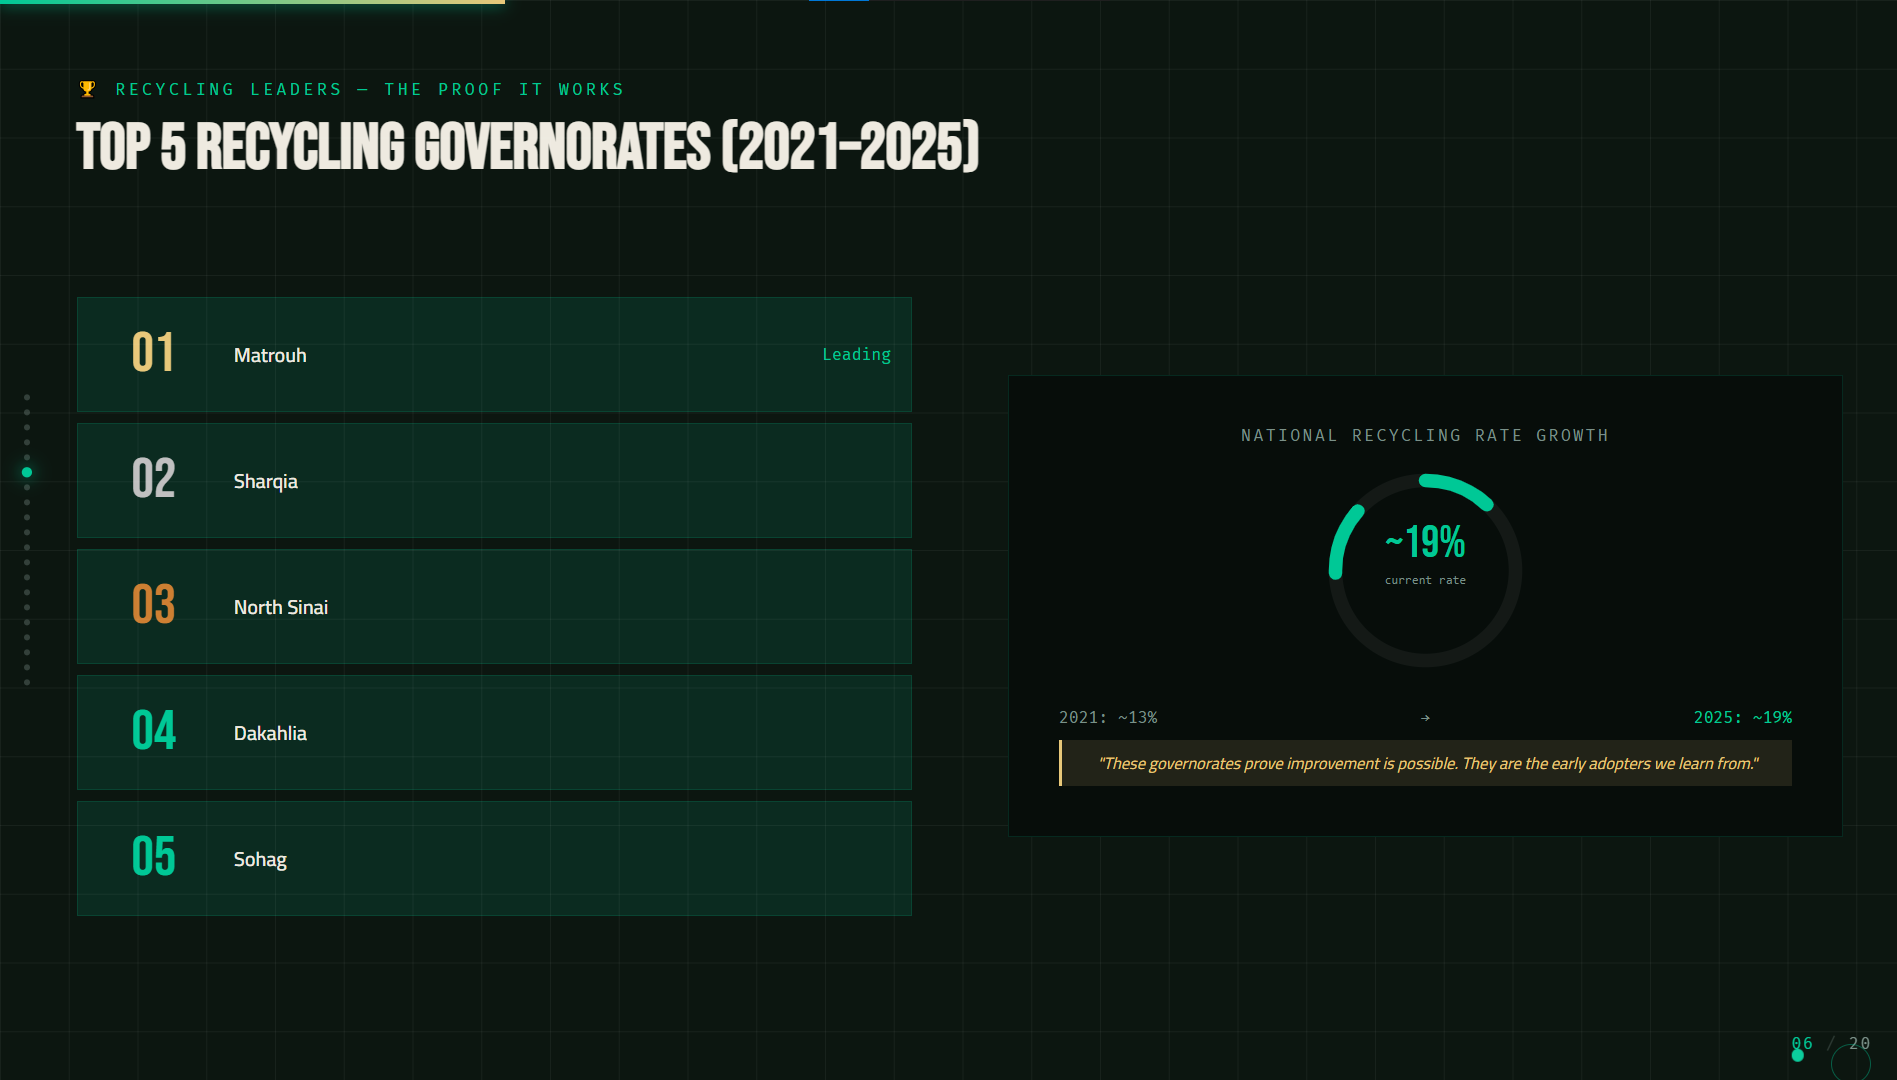 🏆 RECYCLING LEADERS — THE PROOF IT WORKS
TOP 5 RECYCLING GOVERNORATES (2021–2025)
01 Matrouh Leading
02 Sharqia
03 North Sinai
04 Dakahlia
05 Sohag
NATIONAL RECYCLING RATE GROWTH
~19%
current rate
2021: ~13% → 2025: ~19%
"These governorates prove improvement is possible. They are the early adopters we learn from."
06 / 20